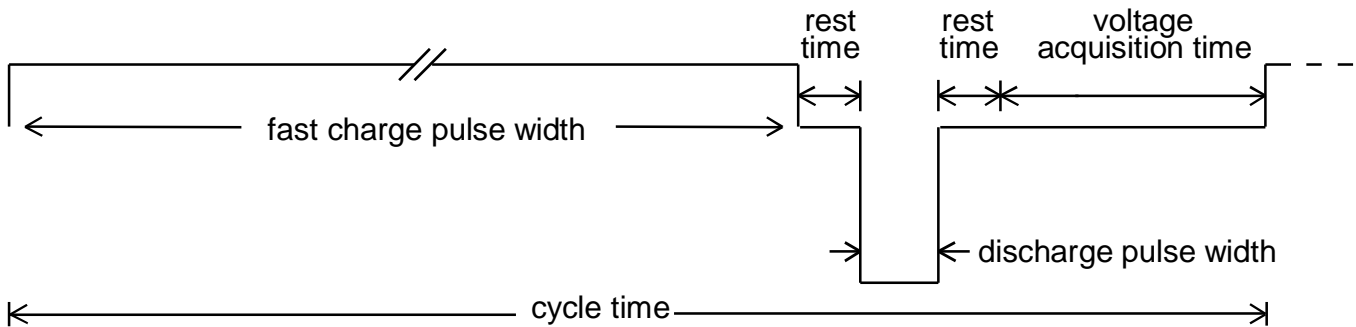 rest
time
rest
time
voltage
acquisition time
fast charge pulse width
discharge pulse width
cycle time